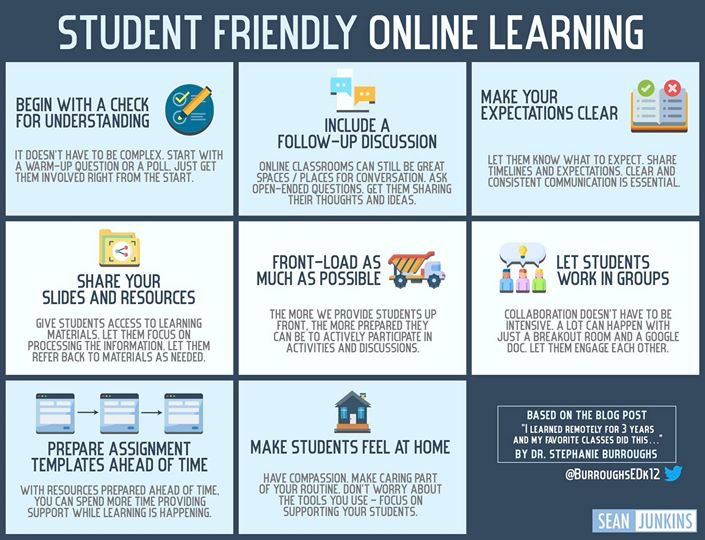 STUDENT FRIENDLY ONLINE LEARNING
BEGIN WITH A CHECK
FOR UNDERSTANDING
IT DOESN'T HAVE TO BE COMPLEX. START WITH
A WARM-UP QUESTION OR A POLL. JUST GET
THEM INVOLVED RIGHT FROM THE START.
INCLUDE A
FOLLOW-UP DISCUSSION
ONLINE CLASSROOMS CAN STILL BE GREAT
SPACES / PLACES FOR CONVERSATION. ASK
OPEN-ENDED QUESTIONS. GET THEM SHARING
THEIR THOUGHTS AND IDEAS.
MAKE YOUR
EXPECTATIONS CLEAR
LET THEM KNOW WHAT TO EXPECT. SHARE
TIMELINES AND EXPECTATIONS. CLEAR AND
CONSISTENT COMMUNICATION IS ESSENTIAL.
SHARE YOUR
SLIDES AND RESOURCES
GIVE STUDENTS ACCESS TO LEARNING
MATERIALS. LET THEM FOCUS ON
PROCESSING THE INFORMATION. LET THEM
REFER BACK TO MATERIALS AS NEEDED.
FRONT-LOAD AS
MUCH AS POSSIBLE
THE MORE WE PROVIDE STUDENTS UP
FRONT, THE MORE PREPARED THEY
CAN BE TO ACTIVELY PARTICIPATE IN
ACTIVITIES AND DISCUSSIONS.
LET STUDENTS
WORK IN GROUPS
COLLABORATION DOESN'T HAVE TO BE
INTENSIVE. A LOT CAN HAPPEN WITH
JUST A BREAKOUT ROOM AND A GOOGLE
DOC. LET THEM ENGAGE EACH OTHER.
PREPARE ASSIGNMENT
TEMPLATES AHEAD OF TIME
WITH RESOURCES PREPARED AHEAD OF TIME,
YOU CAN SPEND MORE TIME PROVIDING
SUPPORT WHILE LEARNING IS HAPPENING.
MAKE STUDENTS FEEL AT HOME
HAVE COMPASSION. MAKE CARING PART
OF YOUR ROUTINE. DON'T WORRY ABOUT
THE TOOLS YOU USE - FOCUS ON
SUPPORTING YOUR STUDENTS.
BASED ON THE BLOG POST
"I LEARNED REMOTELY FOR 3 YEARS
AND MY FAVORITE CLASSES DID THIS..."
BY DR. STEPHANIE BURROUGHS
@BURROUGHSEDK12
SEAN JUNKINS